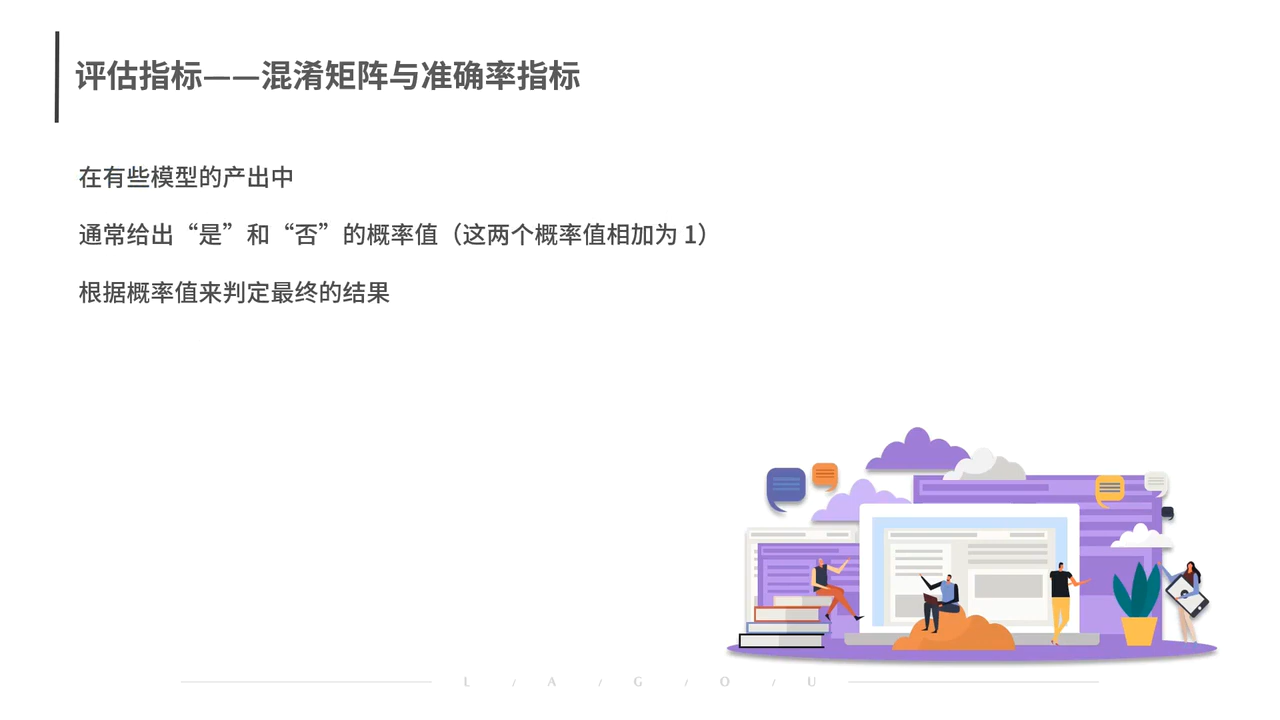 评估指标——混淆矩阵与准确率指标
在有些模型的产出中
通常给出“是”和“否”的概率值（这两个概率值相加为 1）
根据概率值来判定最终的结果
L / A / G / O / U